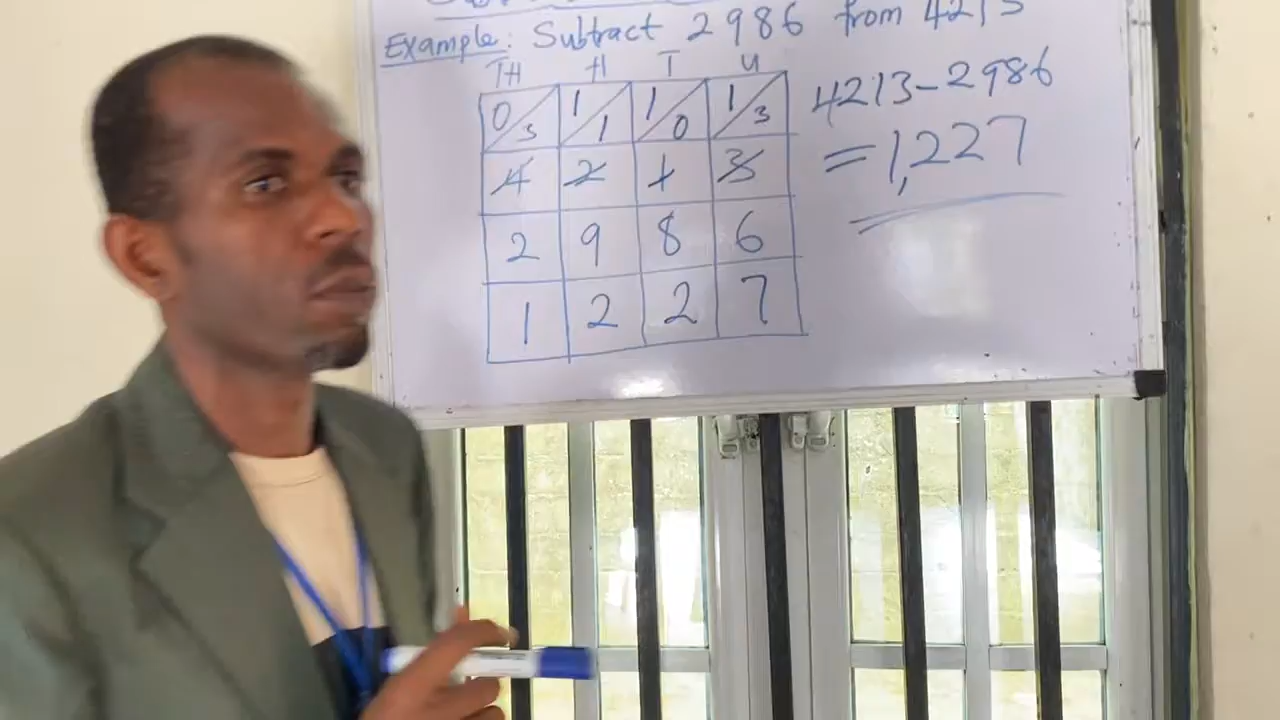 Example: Subtract 2986 from 4213
TH H T U
0/3 1/1 1/0 1/3
4 2 1 3
2 9 8 6
1 2 2 7
4213-2986
=1,227